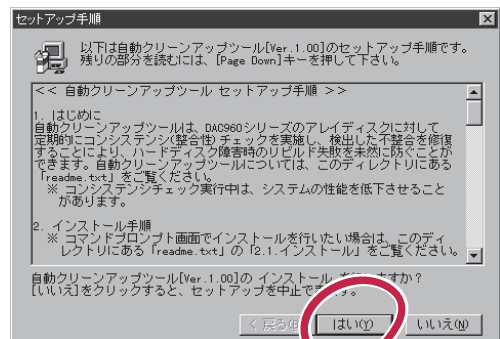 セットアップ手順
以下は自動クリーンアップツール[Ver.1.00]のセットアップ手順です。
残りの部分を読むには、[Page Down]キーを押して下さい。
<< 自動クリーンアップツール セットアップ手順 >>
1. はじめに
自動クリーンアップツールは、DAC960シリーズのアレイディスクに対して
定期的にコンシステンシ(整合性)チェックを実施し、検出した不整合を修復
することにより、ハードディスク障害時のリビルド失敗を未然に防ぐことが
できます。自動クリーンアップツールについては、このディレクトリにある
「readme.txt」をご覧ください。
※ コンシステンシチェック実行中は、システムの性能を低下させること
があります。
2. インストール手順
※ コマンドプロンプト画面でインストールを行いたい場合は、このディ
レクトリにある「readme.txt」の「2.1.インストール」をご覧ください。
自動クリーンアップツール[Ver.1.00]の インストール ますか?
[いいえ]をクリックすると、セットアップを中止で す。
< 戻る(B はい(Y) いいえ(N)